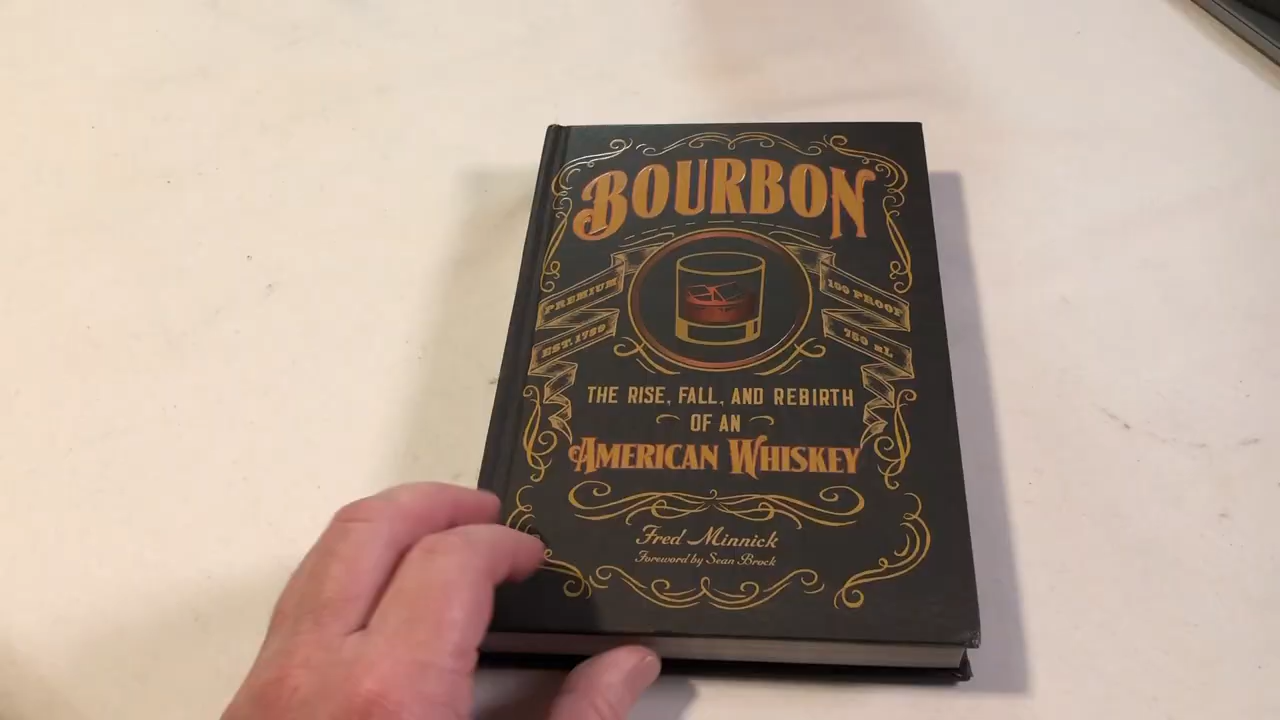 BOURBON
PREMIUM
100 PROOF
EST. 1789
750 mL
THE RISE, FALL, AND REBIRTH
OF AN
AMERICAN WHISKEY
Fred Minnick
Foreword by Sean Brock